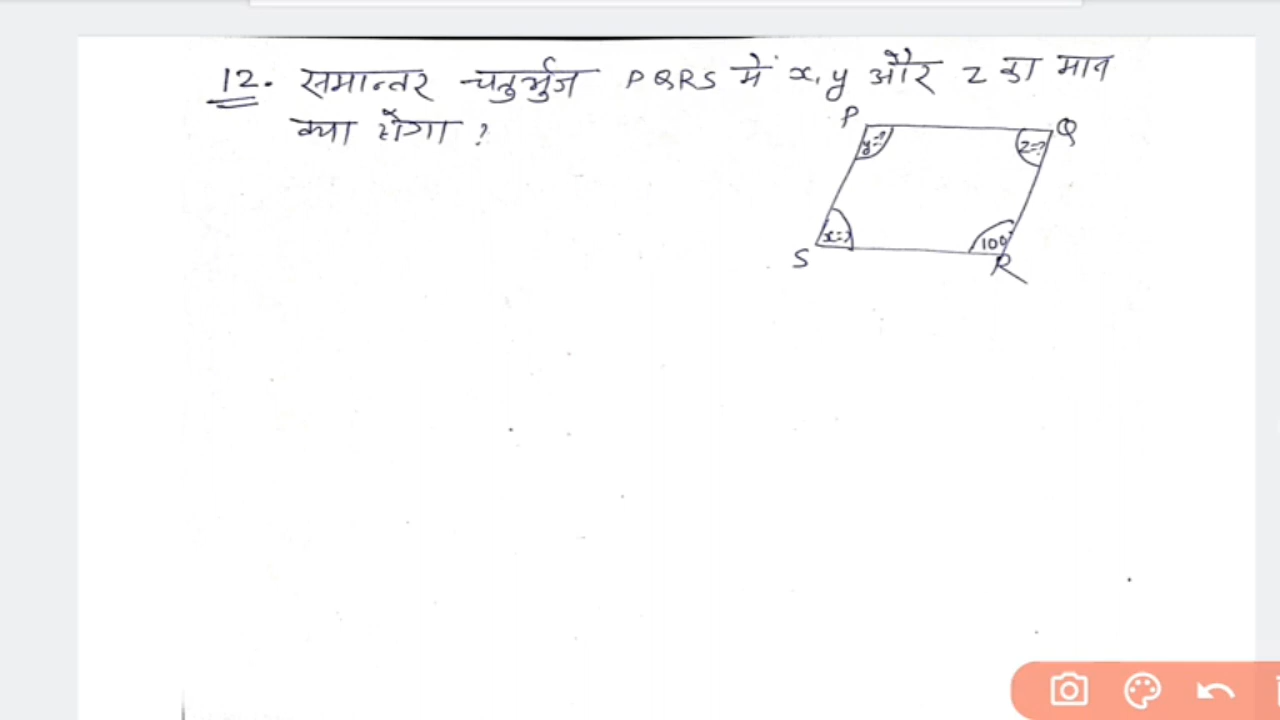 12. समान्तर चतुर्भुज PQRS में x, y और z का मान
क्या होगा ?
P
Q
y=?
z=?
x=?
100°
S
R